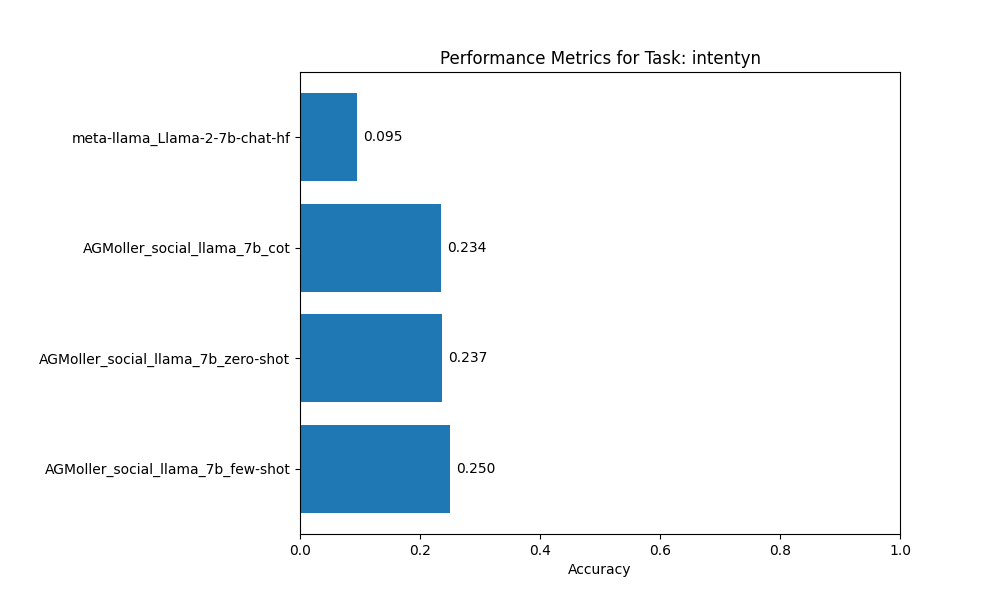 Performance Metrics for Task: intentyn
meta-llama_Llama-2-7b-chat-hf
0.095
AGMoller_social_llama_7b_cot
0.234
AGMoller_social_llama_7b_zero-shot
0.237
AGMoller_social_llama_7b_few-shot
0.250
0.0 0.2 0.4 0.6 0.8 1.0
Accuracy